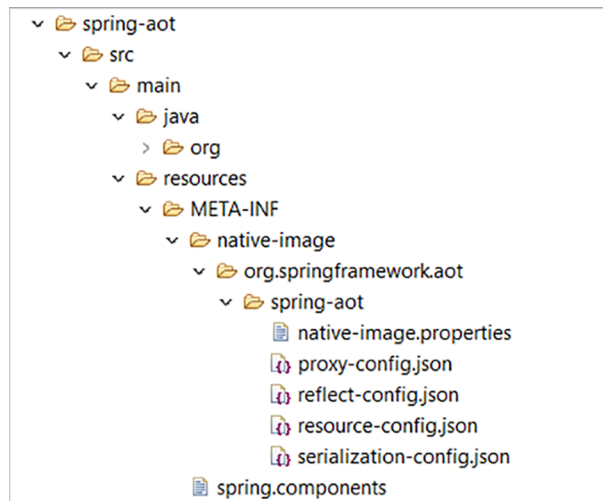 spring-aot
src
main
java
org
resources
META-INF
native-image
org.springframework.aot
spring-aot
native-image.properties
proxy-config.json
reflect-config.json
resource-config.json
serialization-config.json
spring.components